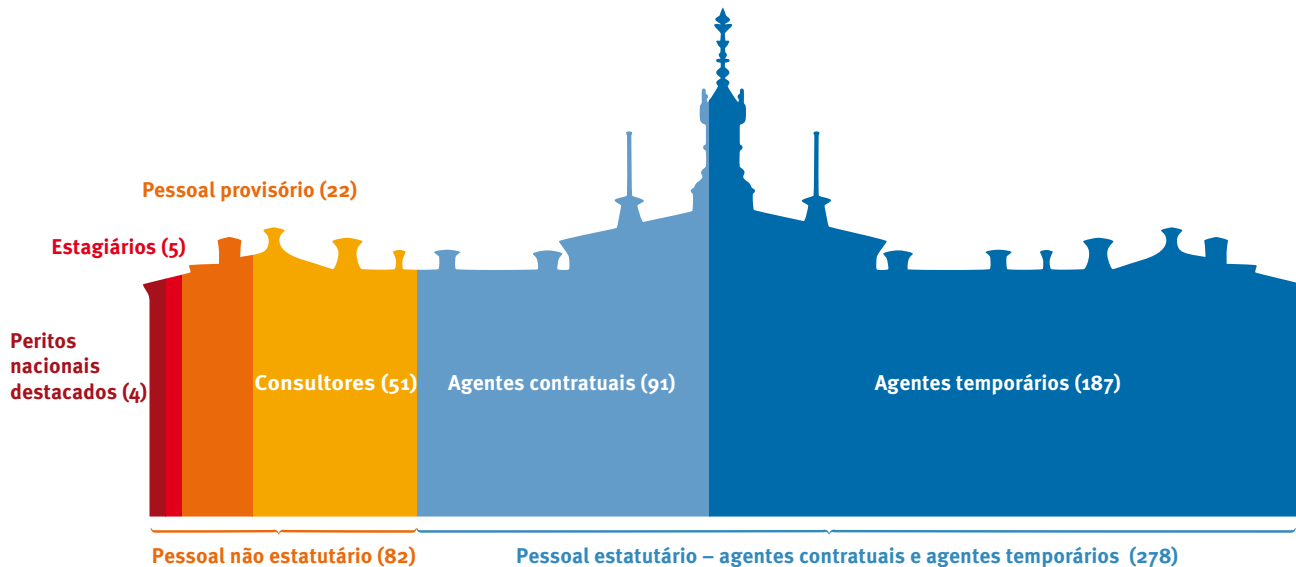 Pessoal provisório (22)
Estagiários (5)
Peritos
nacionais
destacados (4)
Consultores (51)
Agentes contratuais (91)
Agentes temporários (187)
Pessoal não estatutário (82)
Pessoal estatutário – agentes contratuais e agentes temporários (278)